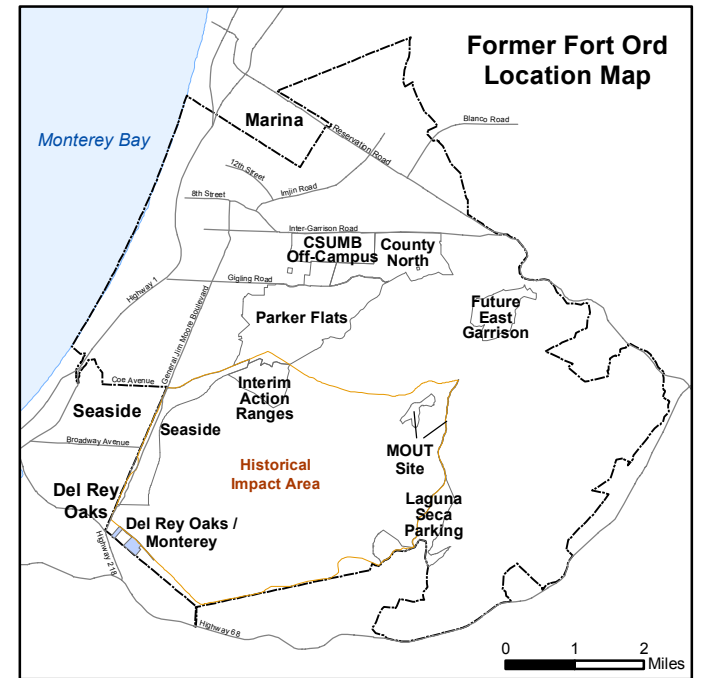 Former Fort Ord
Location Map
Marina
Monterey Bay
Reservation Road
Blanco Road
12th Street
Imjin Road
8th Street
Inter-Garrison Road
CSUMB
Off-Campus
County
North
Gigling Road
Highway 1
General Jim Moore Boulevard
Parker Flats
Future
East
Garrison
Coe Avenue
Interim
Action
Ranges
Seaside
Seaside
Broadway Avenue
MOUT
Site
Historical
Impact Area
Del Rey
Oaks
Laguna
Seca
Parking
Del Rey Oaks /
Monterey
Highway 218
Highway 68
0 1 2
Miles